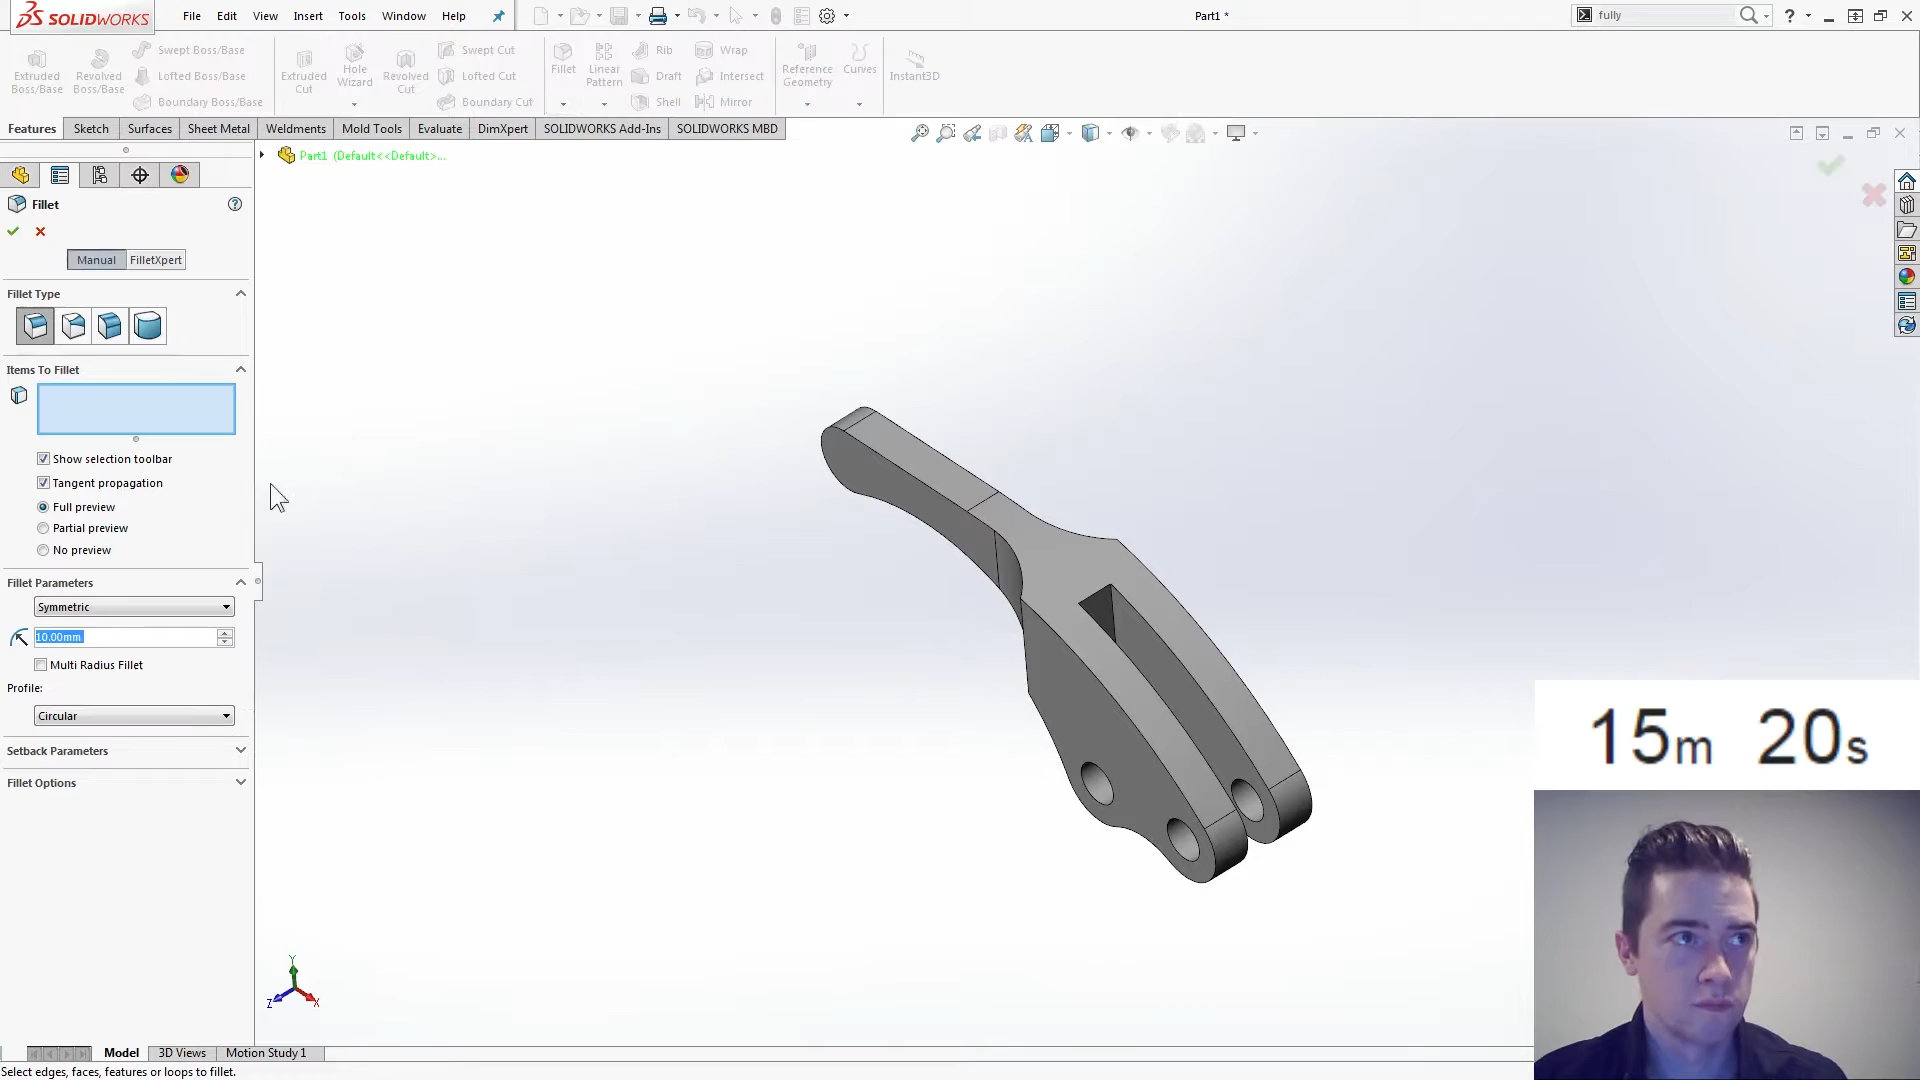 SOLIDWORKS File Edit View Insert Tools Window Help Part1 * fully
Extruded Boss/Base
Revolved Boss/Base
Swept Boss/Base
Lofted Boss/Base
Boundary Boss/Base
Extruded Cut
Hole Wizard
Revolved Cut
Swept Cut
Lofted Cut
Boundary Cut
Fillet
Linear Pattern
Rib
Draft
Shell
Wrap
Intersect
Mirror
Reference Geometry
Curves
Instant3D
Features Sketch Surfaces Sheet Metal Weldments Mold Tools Evaluate DimXpert SOLIDWORKS Add-Ins SOLIDWORKS MBD
Part1 (Default<<Default>...
Fillet
Manual FilletXpert
Fillet Type
Items To Fillet
Show selection toolbar
Tangent propagation
Full preview
Partial preview
No preview
Fillet Parameters
Symmetric
10.00mm
Multi Radius Fillet
Profile:
Circular
Setback Parameters
Fillet Options
15m 20s
Y
Z X
Model 3D Views Motion Study 1
Select edges, faces, features or loops to fillet.